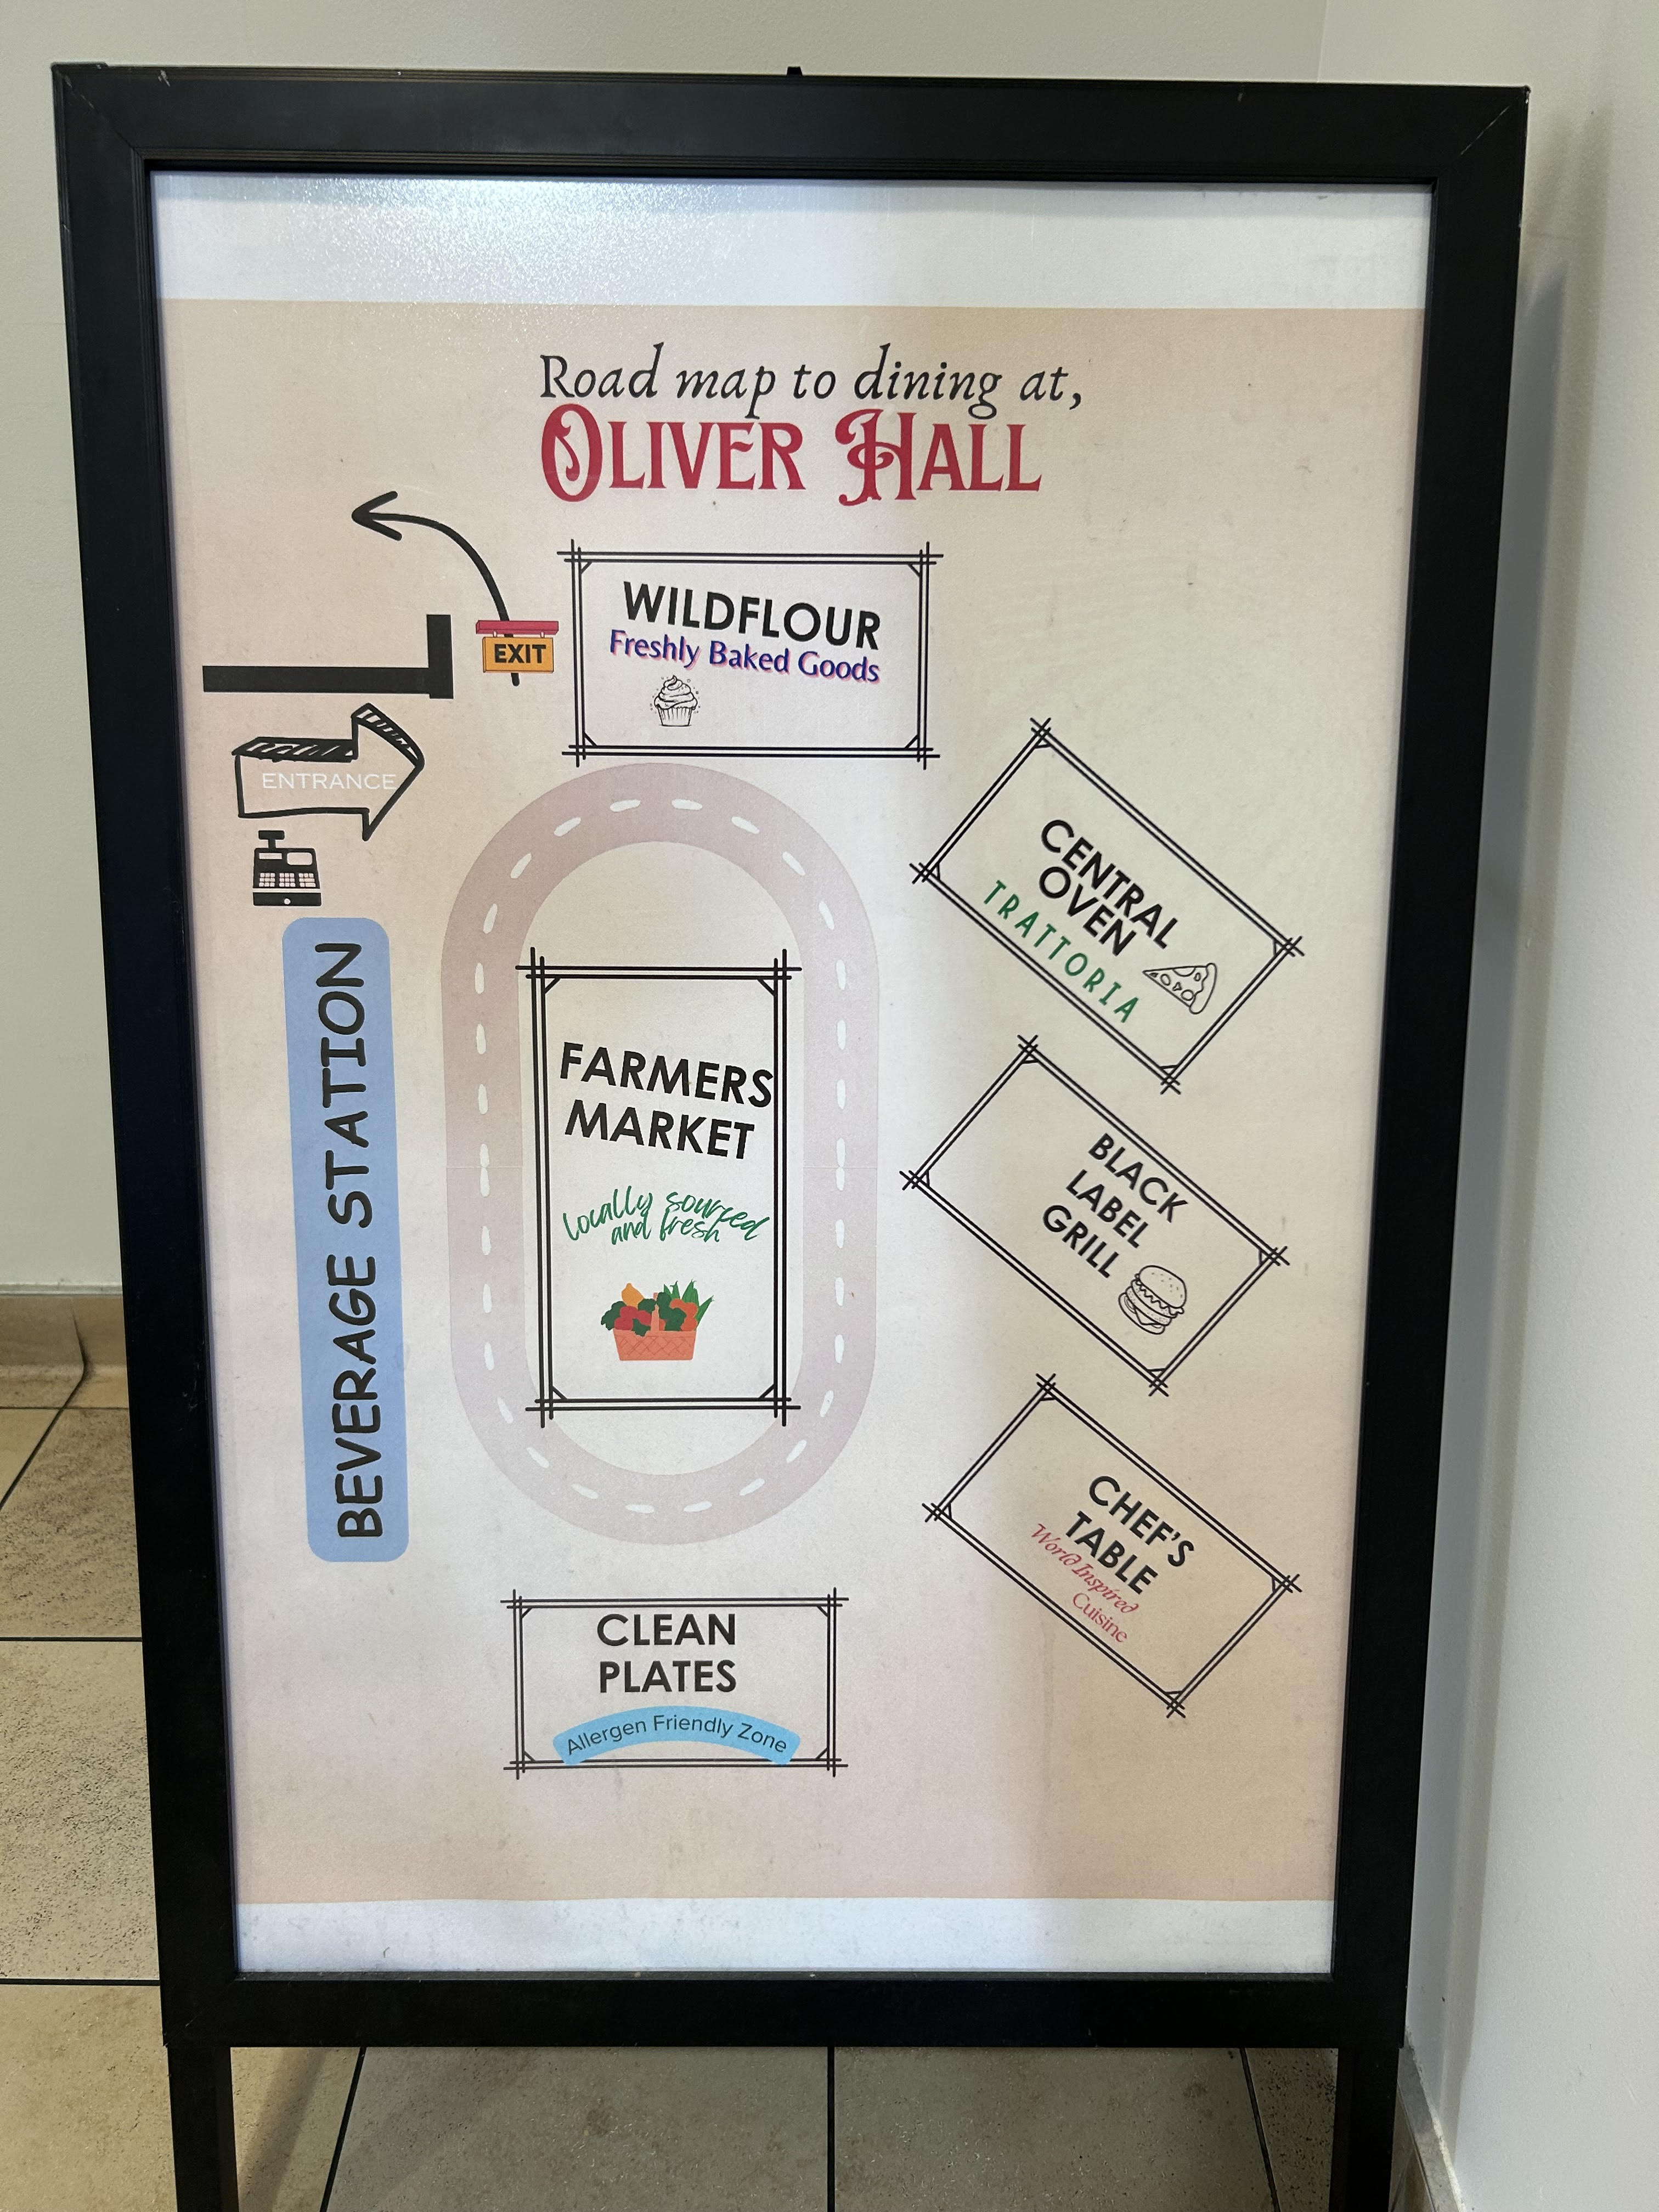 Road map to dining at,
OLIVER HALL
EXIT
WILDFLOUR
Freshly Baked Goods
ENTRANCE
CENTRAL
OVEN
TRATTORIA
BEVERAGE STATION
FARMERS
MARKET
locally sourced
and fresh
BLACK
LABEL
GRILL
CHEF'S
TABLE
World Inspired
Cuisine
CLEAN
PLATES
Allergen Friendly Zone